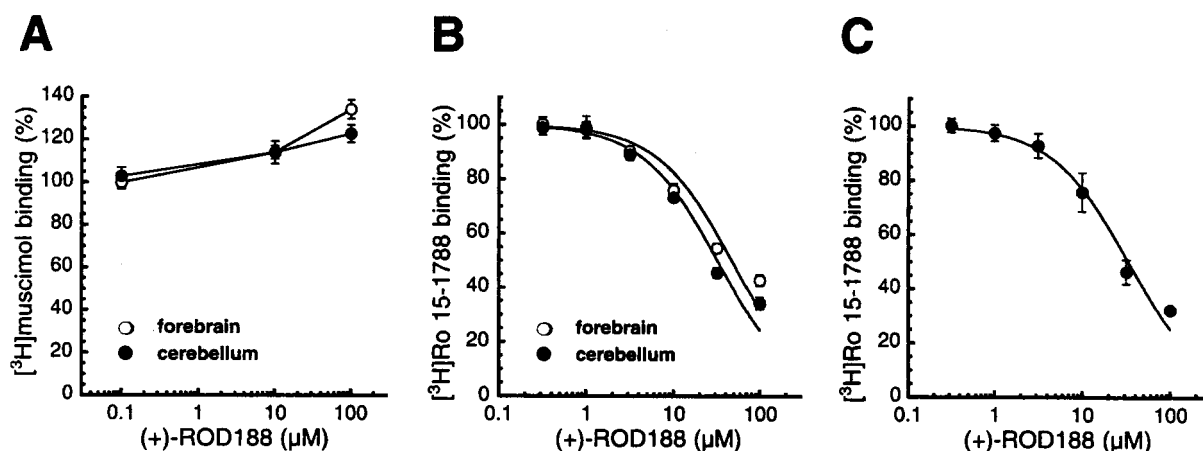 A
[³H]muscimol binding (%)
140
120
100
80
60
40
20
0
forebrain
cerebellum
0.1 1 10 100
(+)-ROD188 (µM)
B
[³H]Ro 15-1788 binding (%)
100
80
60
40
20
0
forebrain
cerebellum
0.1 1 10 100
(+)-ROD188 (µM)
C
[³H]Ro 15-1788 binding (%)
100
80
60
40
20
0
0.1 1 10 100
(+)-ROD188 (µM)